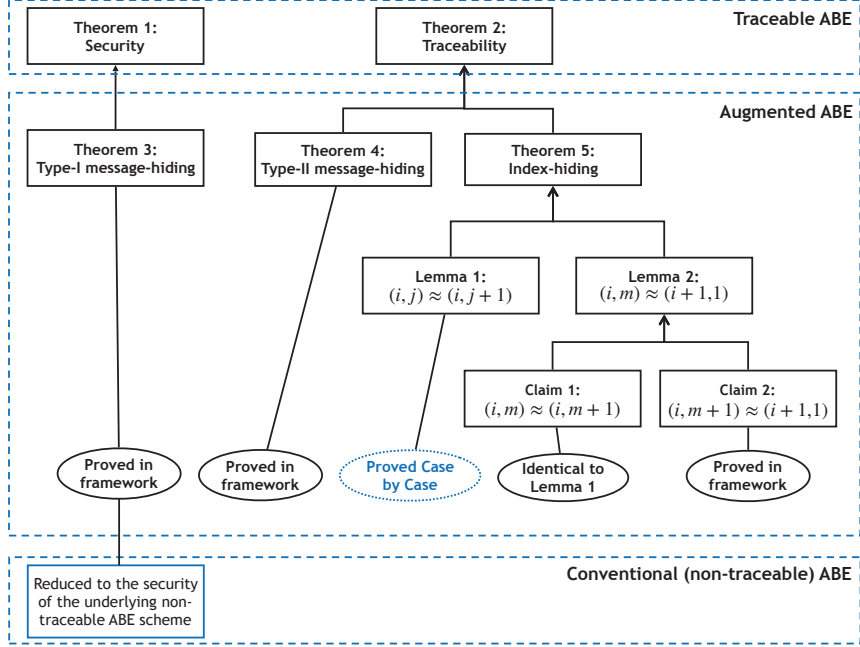 Traceable ABE
Theorem 1:
Security
Theorem 2:
Traceability
Augmented ABE
Theorem 3:
Type-I message-hiding
Theorem 4:
Type-II message-hiding
Theorem 5:
Index-hiding
Lemma 1:
(i, j) ≈ (i, j + 1)
Lemma 2:
(i, m) ≈ (i + 1,1)
Claim 1:
(i, m) ≈ (i, m + 1)
Claim 2:
(i, m + 1) ≈ (i + 1,1)
Proved in
framework
Proved in
framework
Proved Case
by Case
Identical to
Lemma 1
Proved in
framework
Conventional (non-traceable) ABE
Reduced to the security
of the underlying non-
traceable ABE scheme